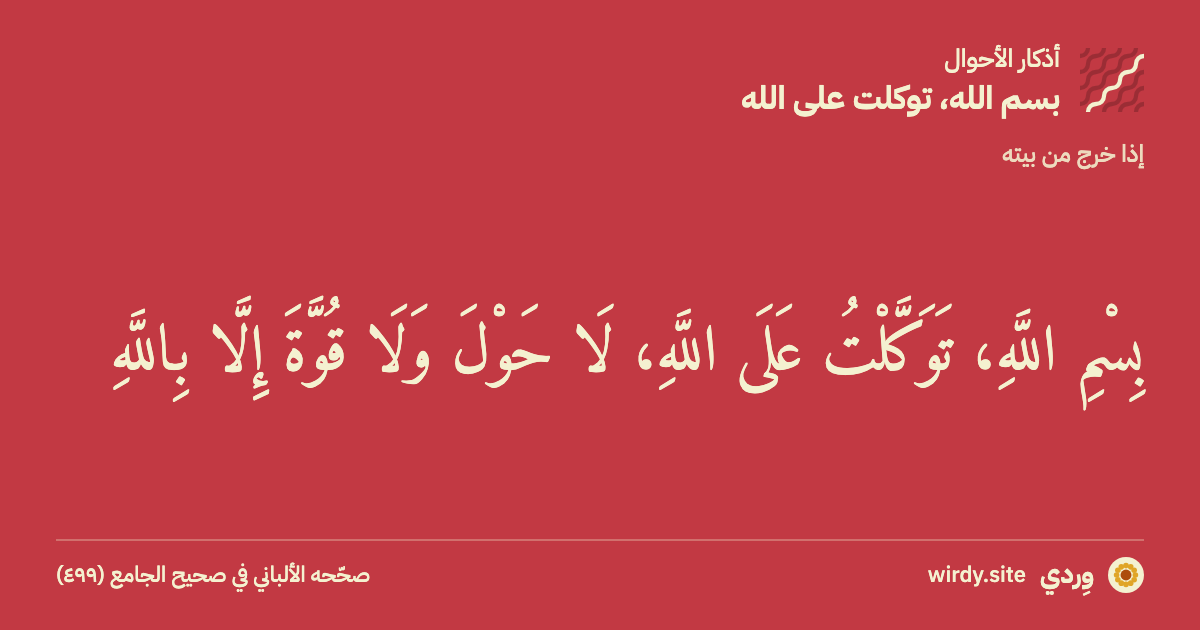 أذكار الأحوال
بسم الله، توكلت على الله
إذا خرج من بيته
بِسْمِ اللَّهِ، تَوَكَّلْتُ عَلَى اللَّهِ، لَا حَوْلَ وَلَا قُوَّةَ إِلَّا بِاللَّهِ
وِردي wirdy.site
صحّحه الألباني في صحيح الجامع (٤٩٩)